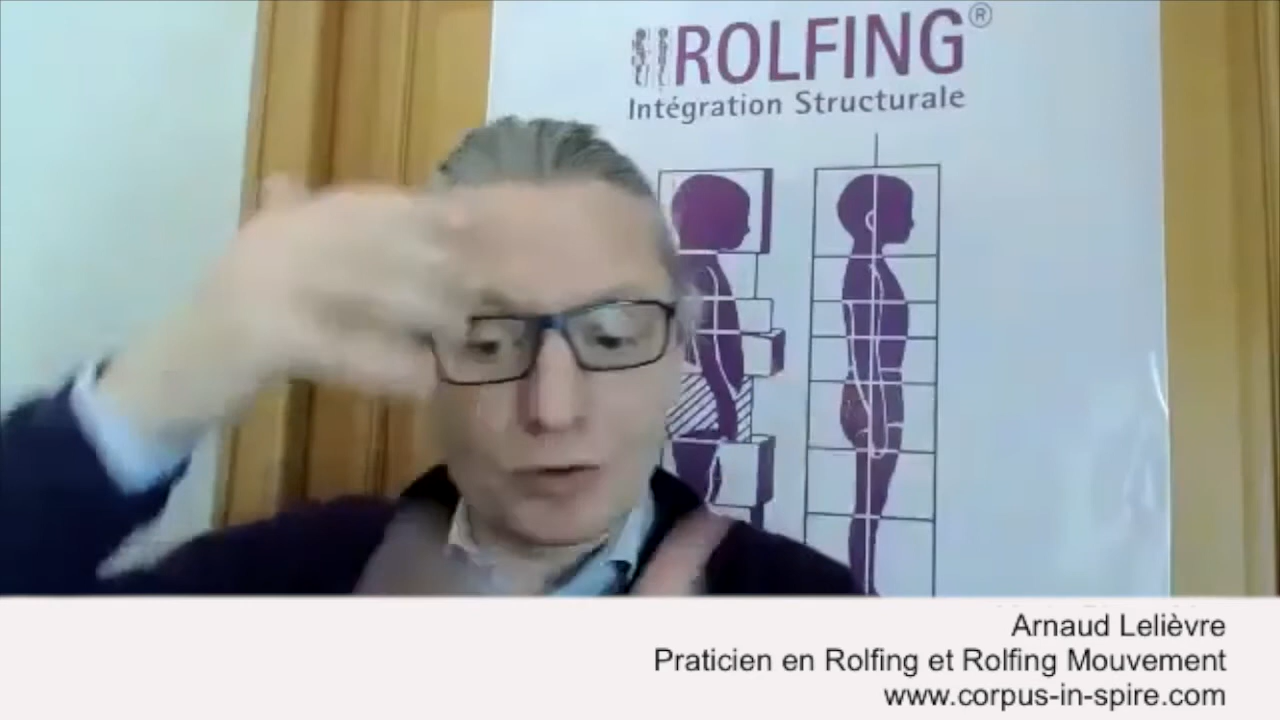 ROLFING®
Intégration Structurale
Arnaud Lelièvre
Praticien en Rolfing et Rolfing Mouvement
www.corpus-in-spire.com